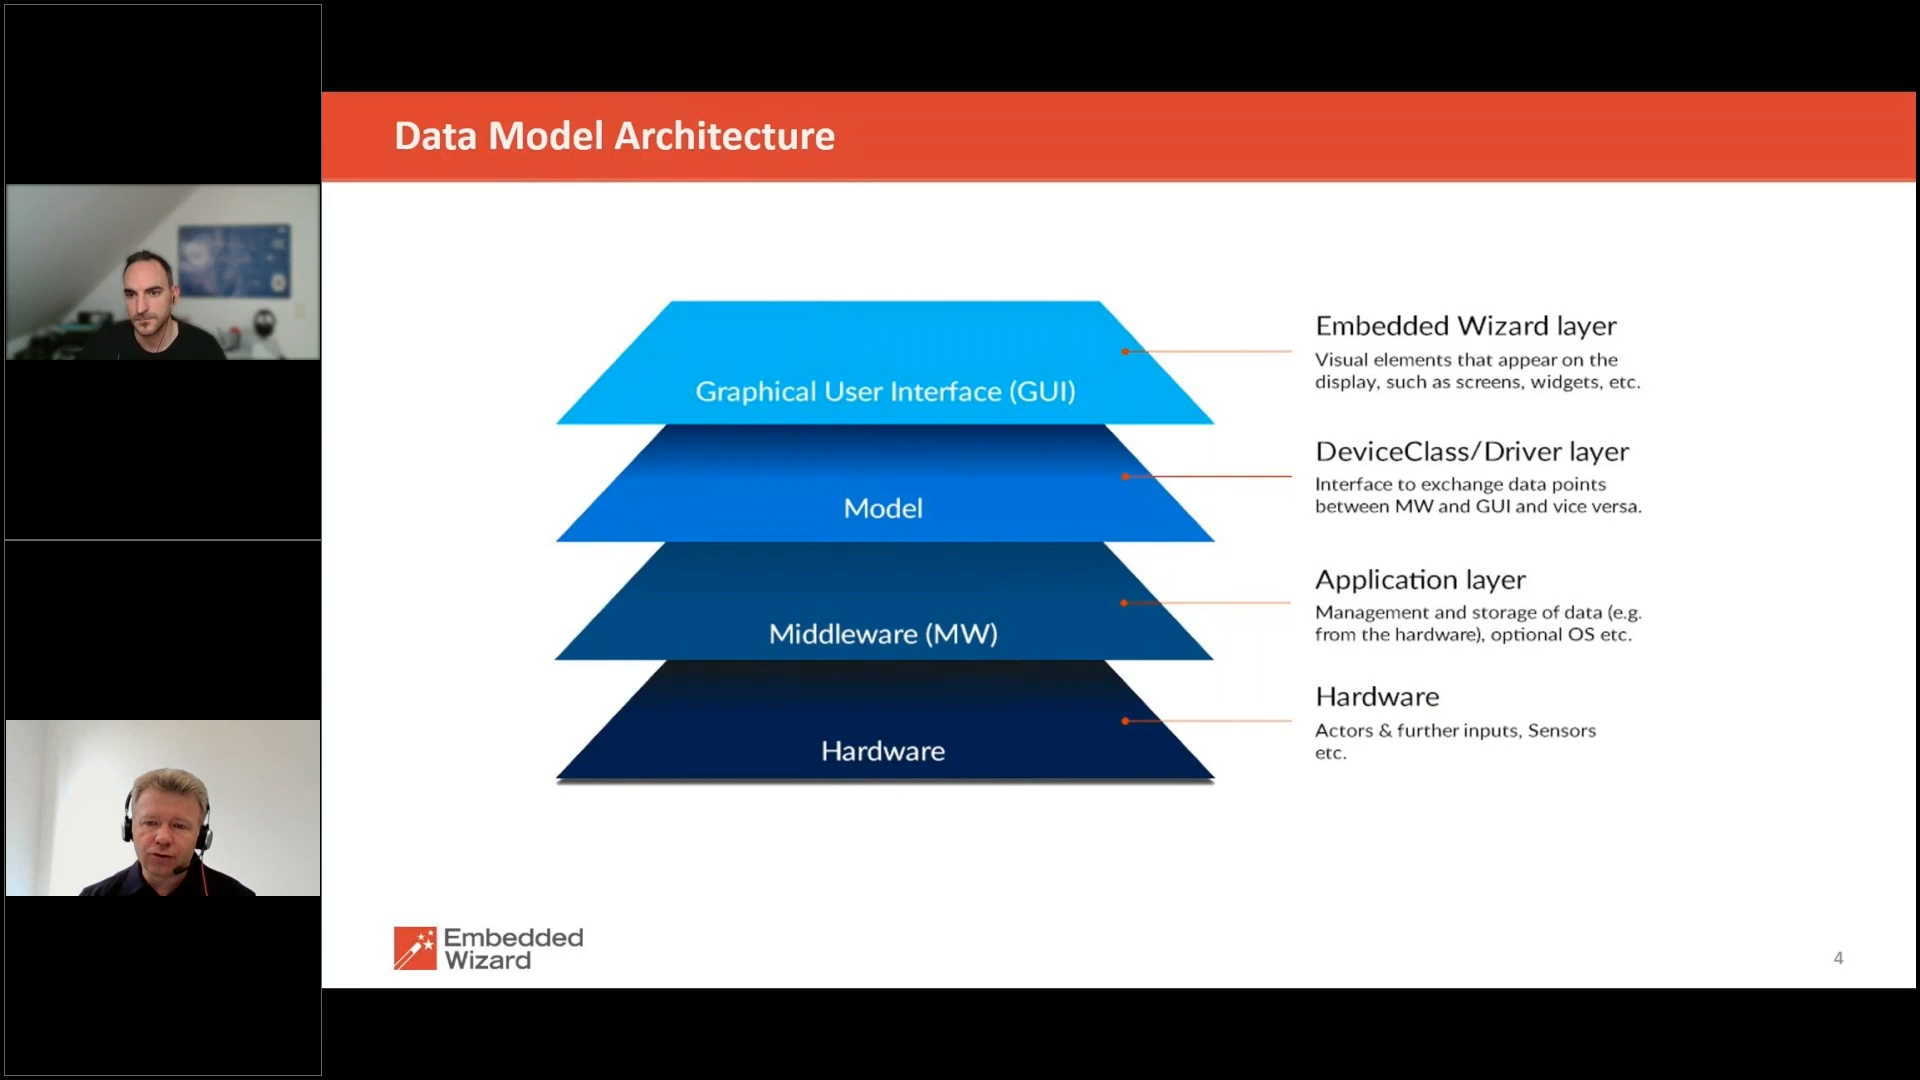 Data Model Architecture
Graphical User Interface (GUI)
Embedded Wizard layer
Visual elements that appear on the
display, such as screens, widgets, etc.
Model
DeviceClass/Driver layer
Interface to exchange data points
between MW and GUI and vice versa.
Middleware (MW)
Application layer
Management and storage of data (e.g.
from the hardware), optional OS etc.
Hardware
Hardware
Actors & further inputs, Sensors
etc.
Embedded
Wizard
4